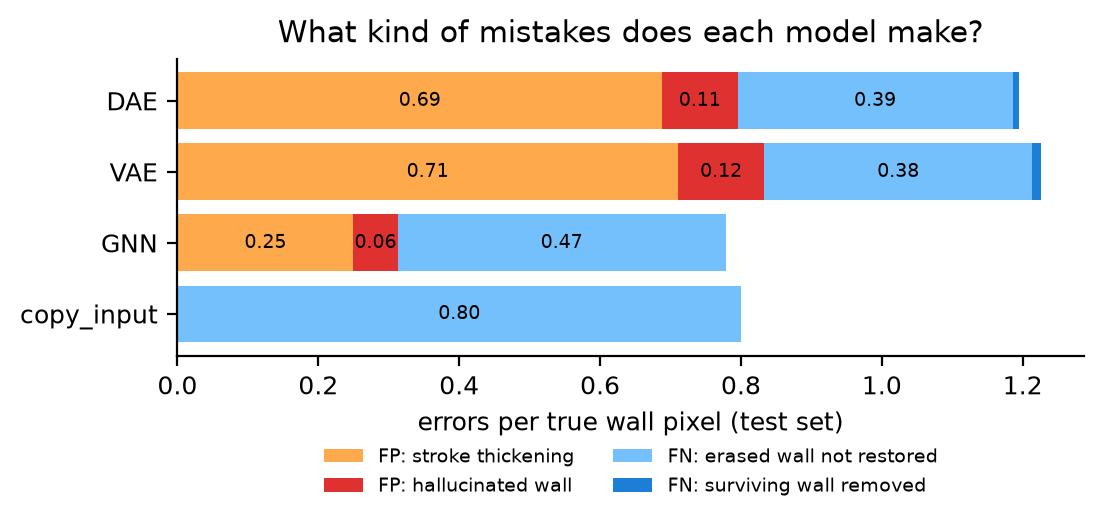 What kind of mistakes does each model make?
DAE 0.69 0.11 0.39
VAE 0.71 0.12 0.38
GNN 0.25 0.06 0.47
copy_input 0.80
0.0 0.2 0.4 0.6 0.8 1.0 1.2
errors per true wall pixel (test set)
FP: stroke thickening FN: erased wall not restored
FP: hallucinated wall FN: surviving wall removed